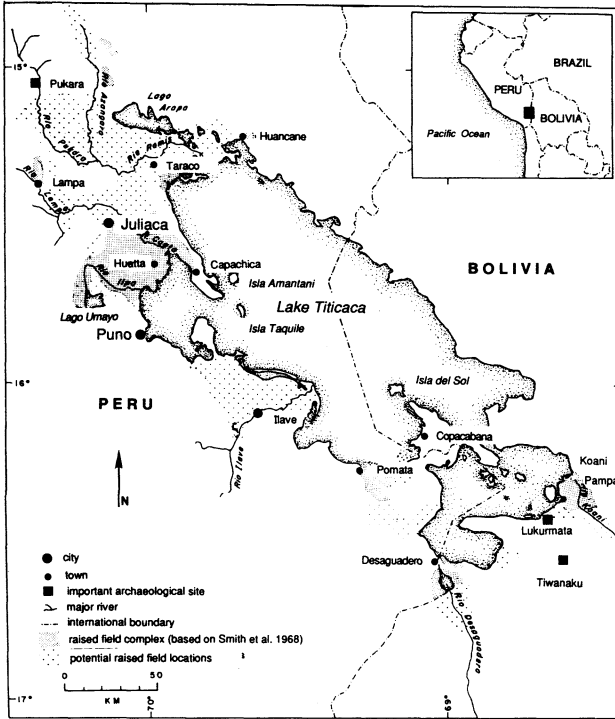 BRAZIL
PERU
BOLIVIA
Pacific Ocean
15°
Pukara
Rio Azangaro
Lago Arapa
Huancane
Rio Pukara
Rio Ramis
Taraco
Lampa
Rio Lampa
Juliaca
R. Coata
Huetta
Capachica
BOLIVIA
Rio Ilpa
Isla Amantani
Lago Umayo
Lake Titicaca
Isla Taquile
Puno
16°
Isla del Sol
PERU
Ilave
Copacabana
Rio Ilave
Koani Pampa
Pomata
R. Koani
N
Lukurmata
Desaguadero
Tiwanaku
Rio Desaguadero
city
town
important archaeological site
major river
international boundary
raised field complex (based on Smith et al. 1968)
potential raised field locations
0 50
KM
17°
70°
69°